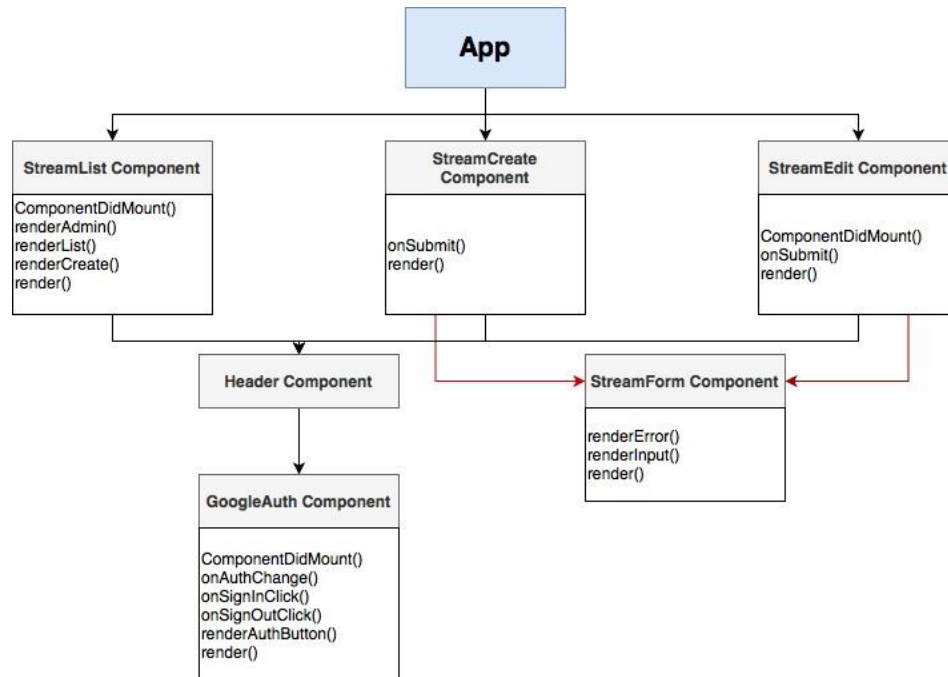 App
StreamList Component
ComponentDidMount()
renderAdmin()
renderList()
renderCreate()
render()
StreamCreate
Component
onSubmit()
render()
StreamEdit Component
ComponentDidMount()
onSubmit()
render()
Header Component
StreamForm Component
renderError()
renderInput()
render()
GoogleAuth Component
ComponentDidMount()
onAuthChange()
onSignInClick()
onSignOutClick()
renderAuthButton()
render()